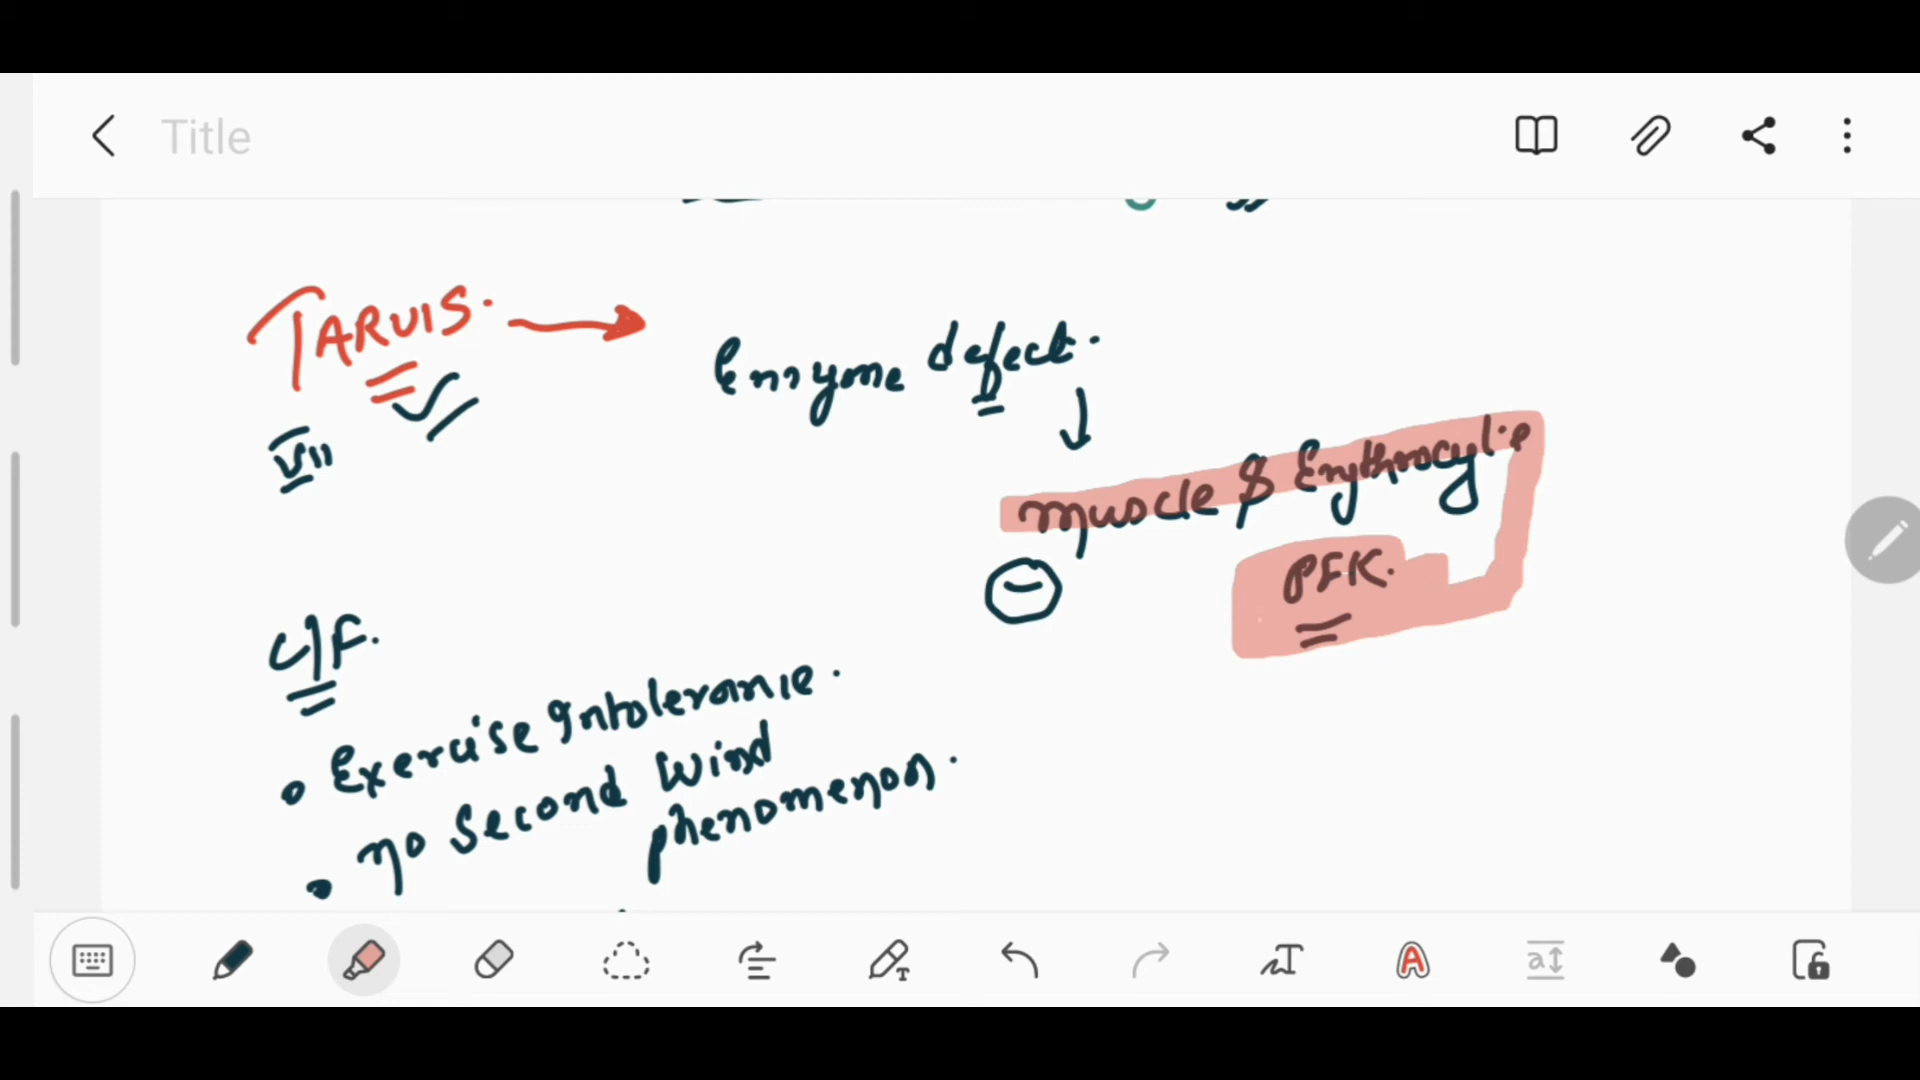 Title
TARUIS.
Enzyme defect.
VII
muscle & Erythrocyte
PFK.
C/F.
Exercise Intolerance.
no Second Wind
phenomenon.